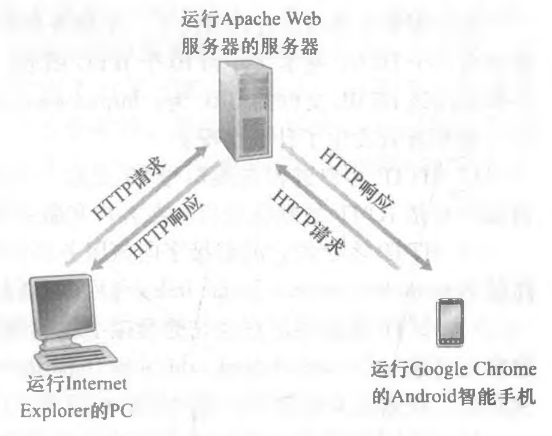 运行Apache Web
服务器的服务器
HTTP请求
HTTP响应
HTTP响应
HTTP请求
运行Internet
Explorer的PC
运行Google Chrome
的Android智能手机